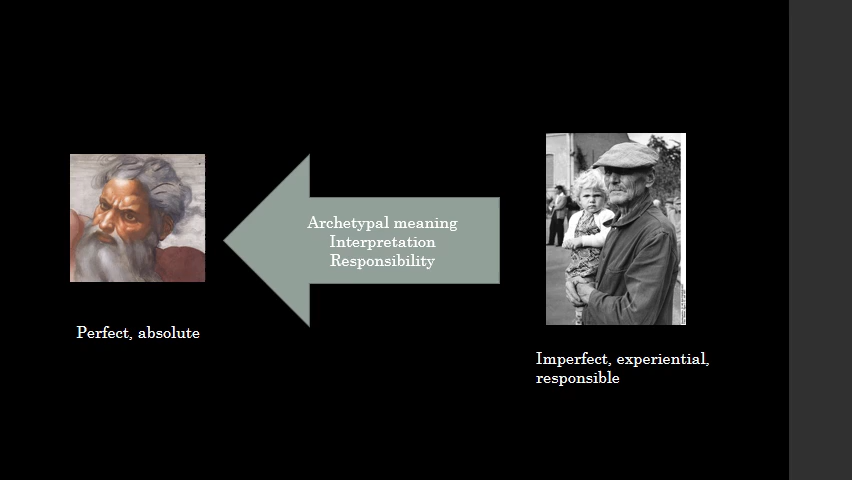 Archetypal meaning
Interpretation
Responsibility
Perfect, absolute
Imperfect, experiential,
responsible